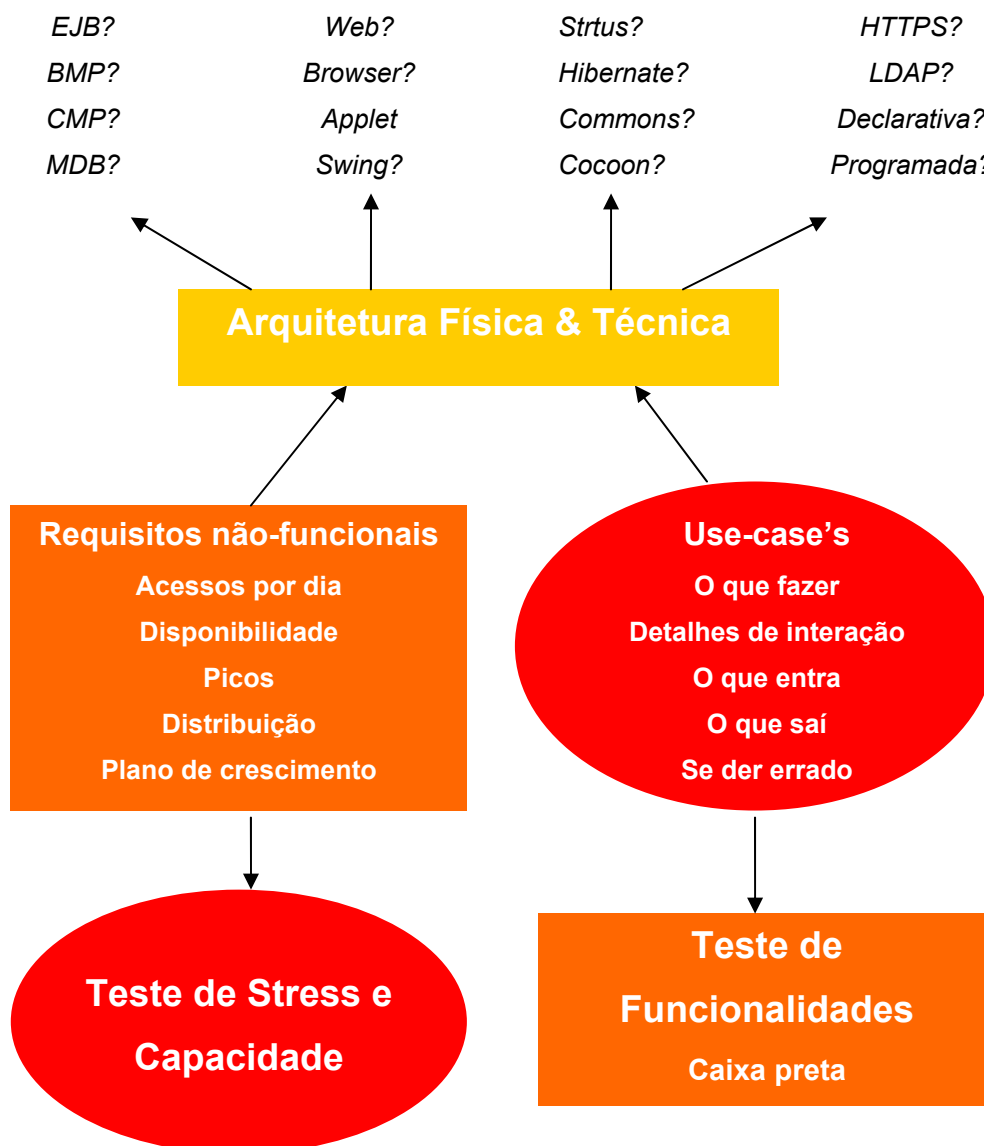 EJB? Web? Strtus? HTTPS?
BMP? Browser? Hibernate? LDAP?
CMP? Applet Commons? Declarativa?
MDB? Swing? Cocoon? Programada?
Arquitetura Física & Técnica
Requisitos não-funcionais
Acessos por dia
Disponibilidade
Picos
Distribuição
Plano de crescimento
Use-case’s
O que fazer
Detalhes de interação
O que entra
O que saí
Se der errado
Teste de Stress e
Capacidade
Teste de
Funcionalidades
Caixa preta